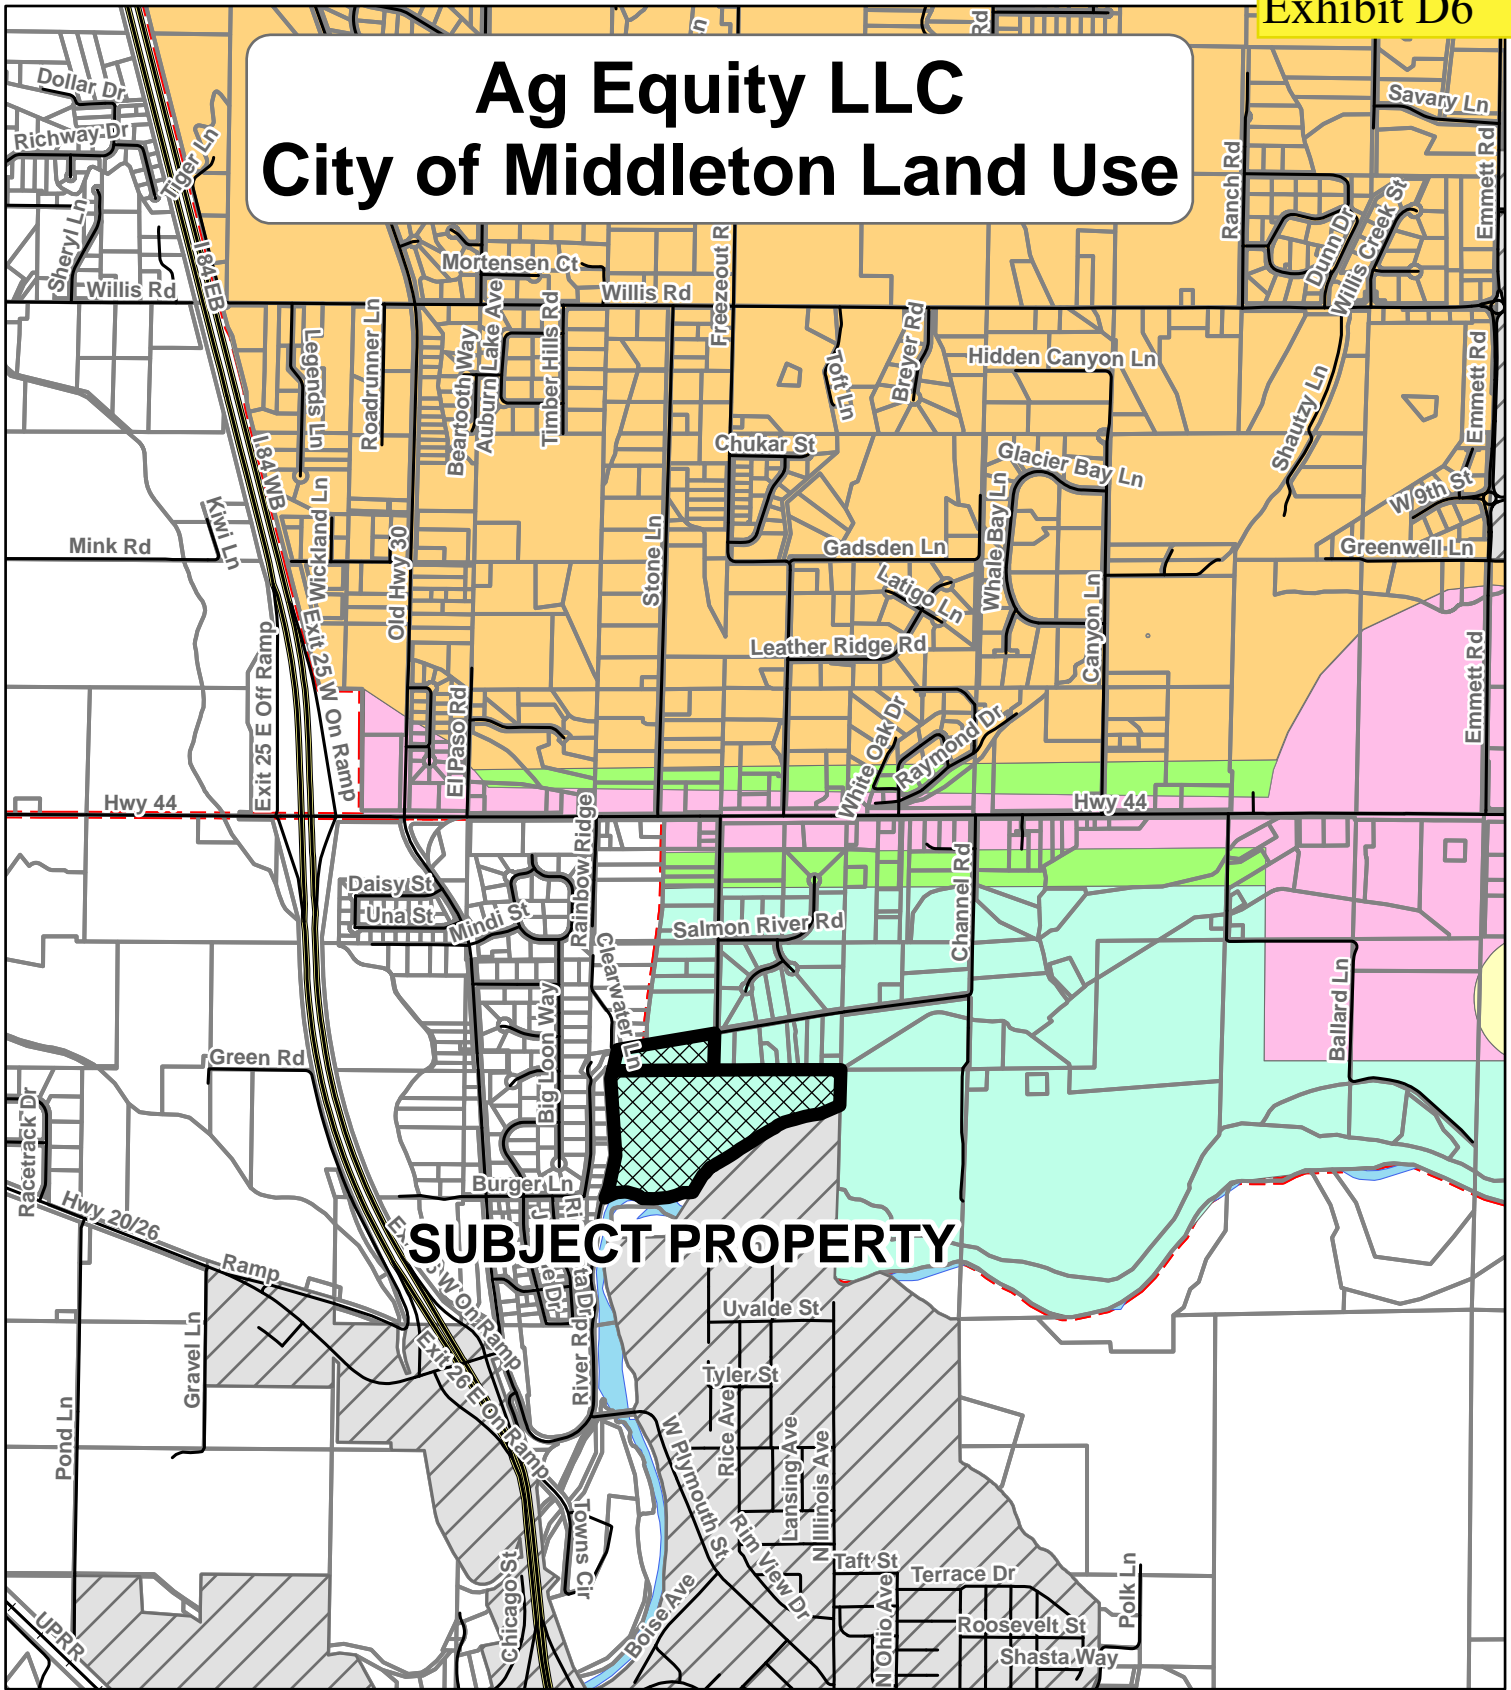 Exhibit D6
Ag Equity LLC
City of Middleton Land Use
Dollar Dr
Richway Dr
Tiger Ln
Sheryl Ln
Willis Rd
I 84 EB
Rd
n
Savary Ln
Ranch Rd
Emmett Rd
Dunn Dr
Willis Creek St
Mortensen Ct
Willis Rd
Freezeout R
Legends Ln
Roadrunner Ln
Beartooth Way
Auburn Lake Ave
Timber Hills Rd
Toft Ln
Breyer Rd
Hidden Canyon Ln
Shautzy Ln
Emmett Rd
I 84 WB
Chukar St
Glacier Bay Ln
W 9th St
Kiwi Ln
Mink Rd
Wickland Ln
Old Hwy 30
Stone Ln
Gadsden Ln
Whale Bay Ln
Greenwell Ln
Latigo Ln
Leather Ridge Rd
Canyon Ln
Exit 25 E Off Ramp
Exit 25 W On Ramp
El Paso Rd
White Oak Dr
Raymond Dr
Emmett Rd
Hwy 44
Hwy 44
Rainbow Ridge
Daisy St
Una St
Mindi St
Salmon River Rd
Channel Rd
Clearwater Ln
Ballard Ln
Green Rd
Big Loon Way
Racetrack Dr
Burger Ln
Hwy 20/26
SUBJECT PROPERTY
Ramp
W On Ramp
Uvalde St
Gravel Ln
River Rd
Exit 26 E On Ramp
Tyler St
Rice Ave
Pond Ln
W Plymouth St
Lansing Ave
N Illinois Ave
Towns Cir
Rim View Dr
Taft St
Terrace Dr
Polk Ln
Chicago St
Boise Ave
N Ohio Ave
Roosevelt St
Shasta Way
UPRR